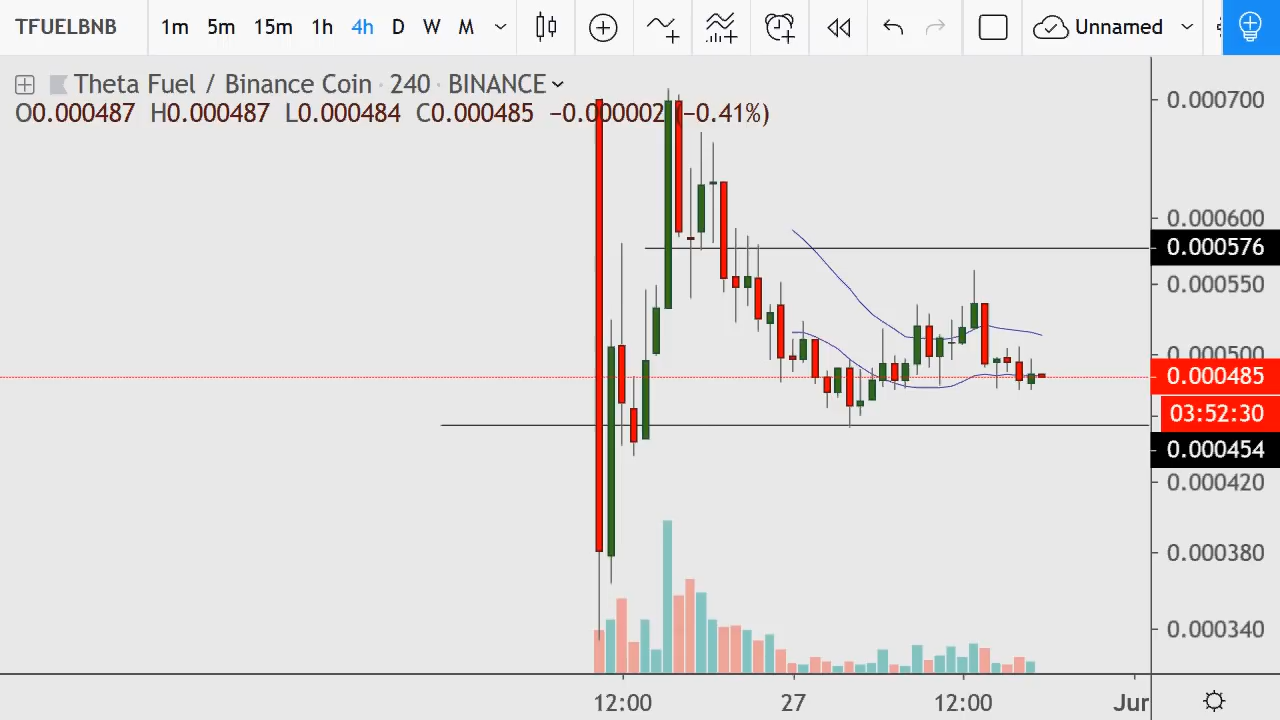 TFUELBNB 1m 5m 15m 1h 4h D W M Unnamed
Theta Fuel / Binance Coin · 240 · BINANCE
O0.000487 H0.000487 L0.000484 C0.000485 −0.000002 (−0.41%)
0.000700
0.000600
0.000576
0.000550
0.000500
0.000485
03:52:30
0.000454
0.000420
0.000380
0.000340
12:00 27 12:00 Jun